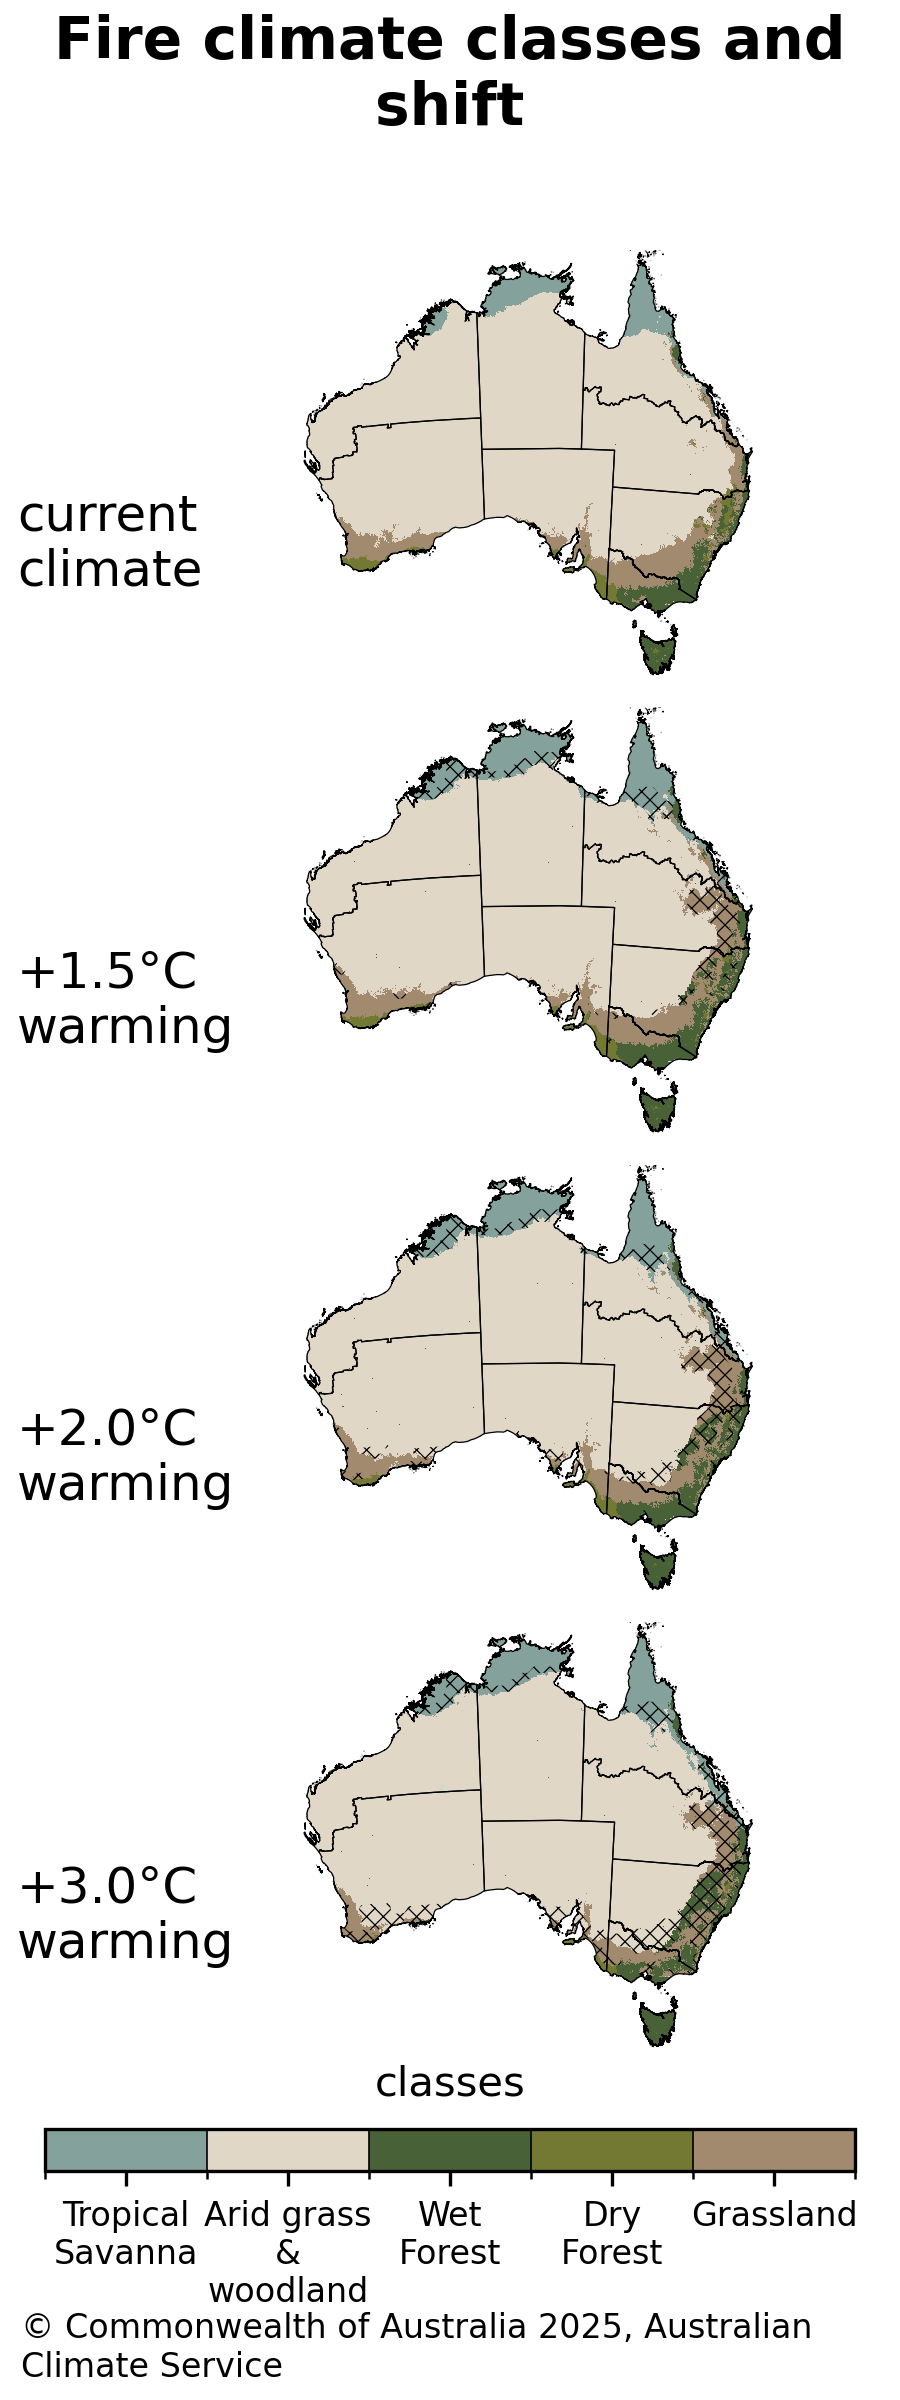 Fire climate classes and
shift
current
climate
+1.5°C
warming
+2.0°C
warming
+3.0°C
warming
classes
Tropical
Savanna
Arid grass
&
woodland
Wet
Forest
Dry
Forest
Grassland
© Commonwealth of Australia 2025, Australian
Climate Service